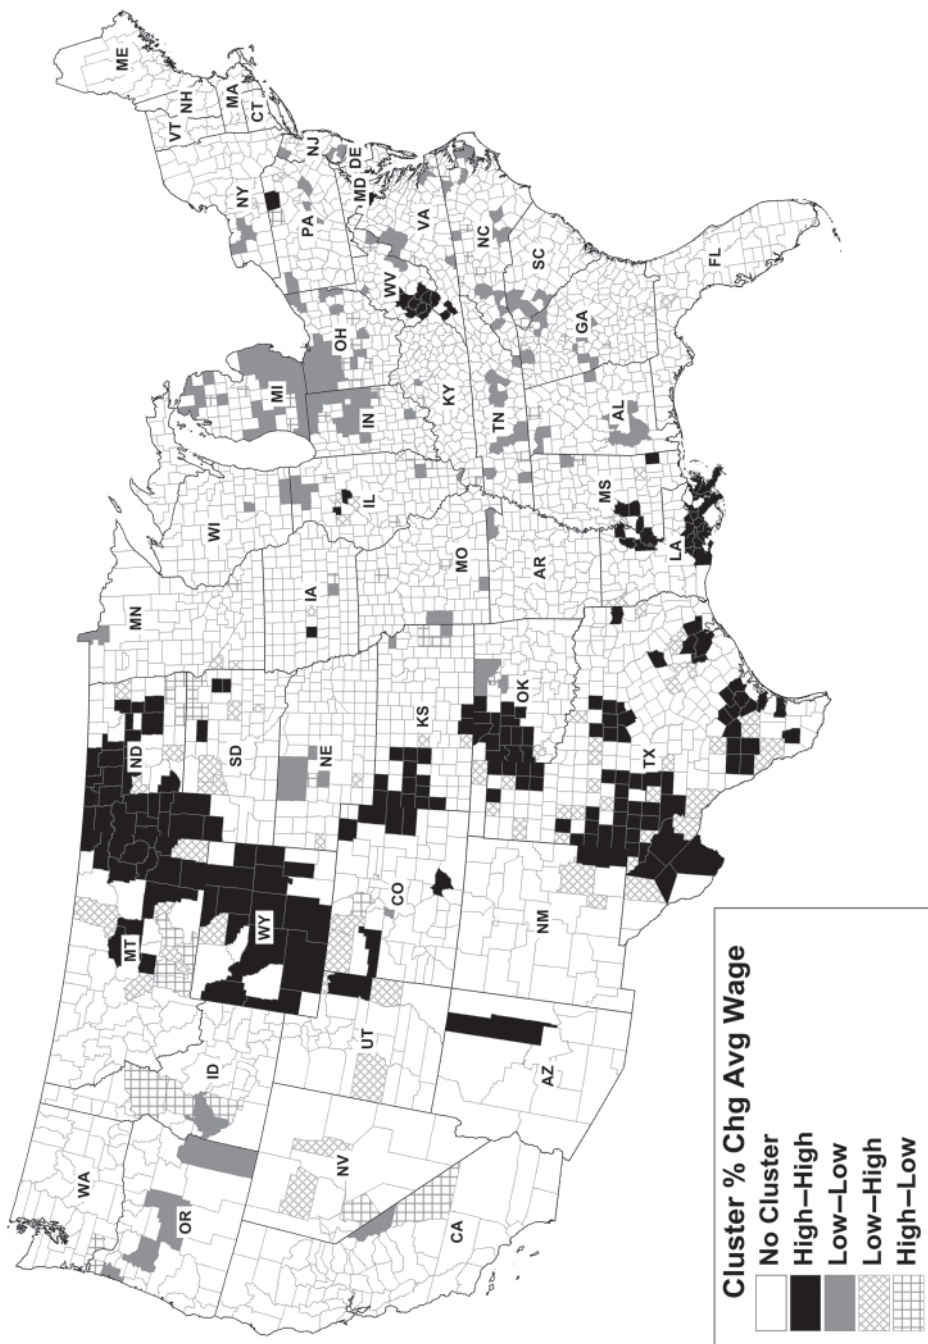 WA
MT
ND
MN
ME
VT
NH
MA
CT
NY
WI
MI
OR
ID
WY
SD
IA
NE
PA
NJ
OH
IN
IL
MD
DE
WV
VA
NV
UT
CO
KS
MO
KY
NC
TN
SC
CA
AZ
NM
OK
AR
MS
AL
GA
TX
LA
FL
Cluster % Chg Avg Wage
No Cluster
High–High
Low–Low
Low–High
High–Low